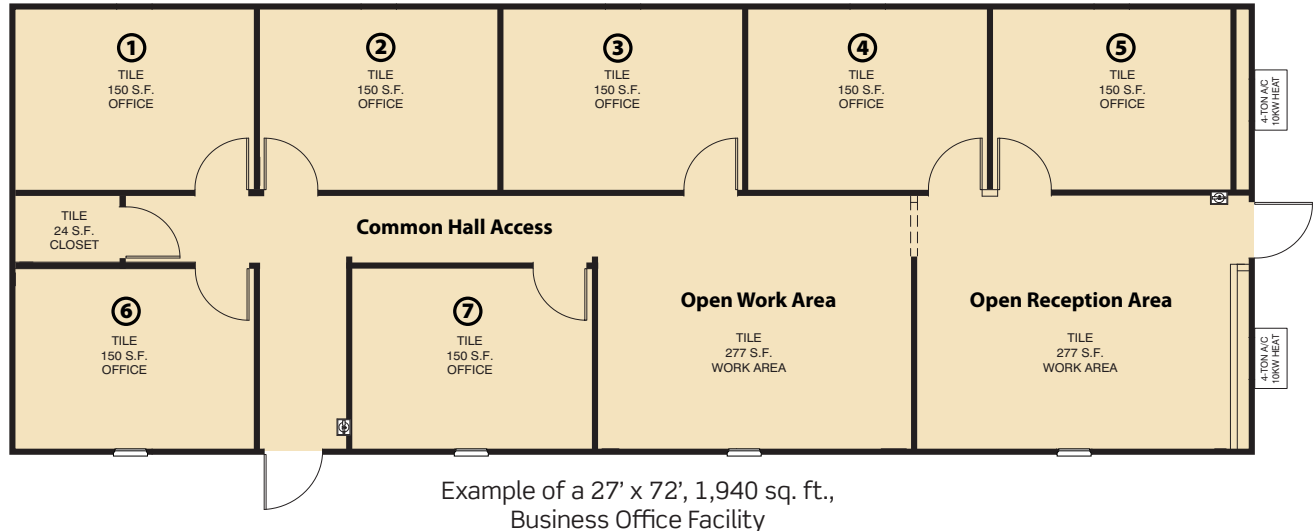 1
TILE
150 S.F.
OFFICE
2
TILE
150 S.F.
OFFICE
3
TILE
150 S.F.
OFFICE
4
TILE
150 S.F.
OFFICE
5
TILE
150 S.F.
OFFICE
4-TON A/C
10KW HEAT
TILE
24 S.F.
CLOSET
Common Hall Access
6
TILE
150 S.F.
OFFICE
7
TILE
150 S.F.
OFFICE
Open Work Area
TILE
277 S.F.
WORK AREA
Open Reception Area
TILE
277 S.F.
WORK AREA
4-TON A/C
10KW HEAT
Example of a 27’ x 72’, 1,940 sq. ft.,
Business Office Facility